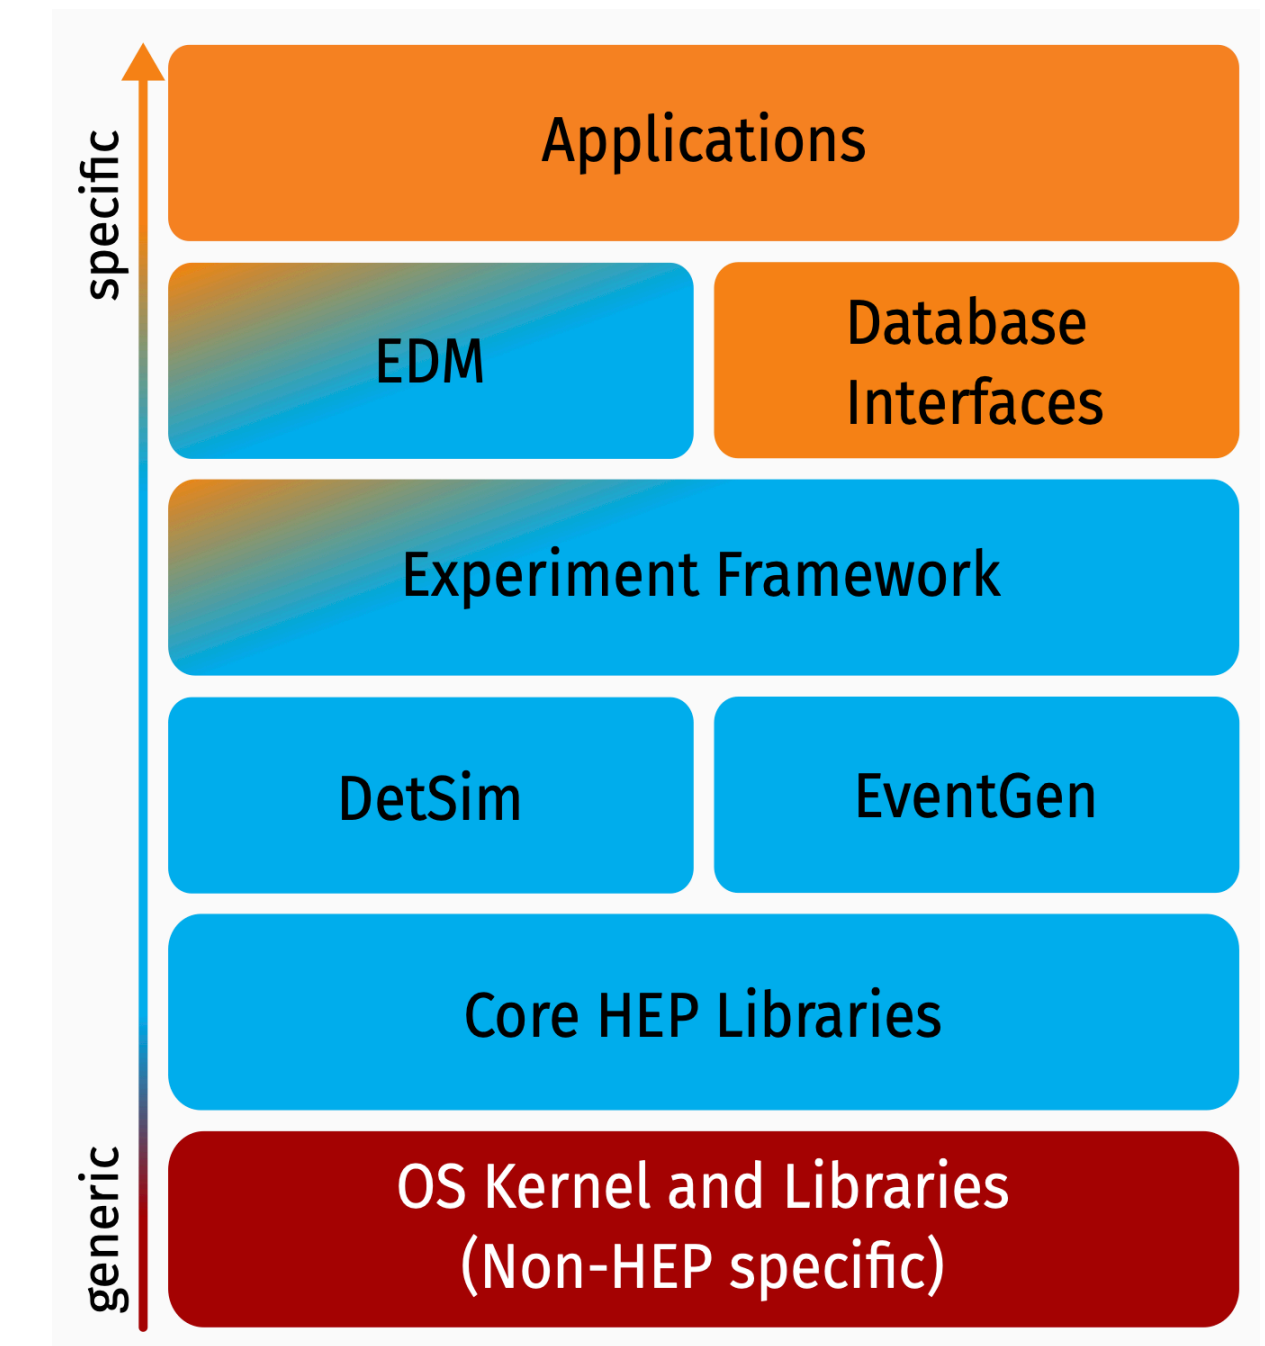 specific
Applications
EDM
Database
Interfaces
Experiment Framework
DetSim
EventGen
Core HEP Libraries
generic
OS Kernel and Libraries
(Non-HEP specific)